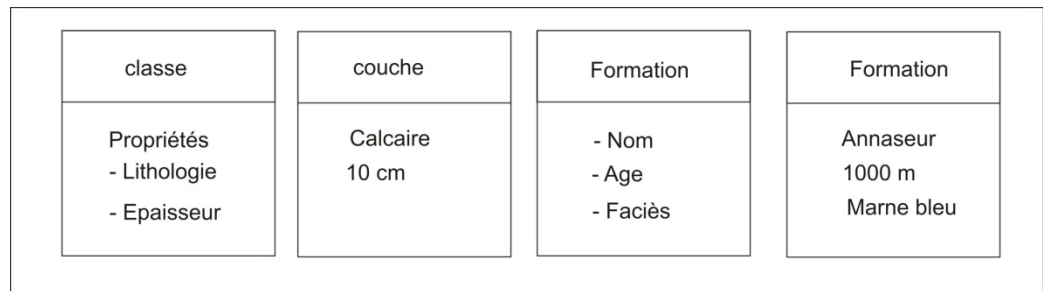 classe
Propriétés
- Lithologie
- Epaisseur
couche
Calcaire
10 cm
Formation
- Nom
- Age
- Faciès
Formation
Annaseur
1000 m
Marne bleu